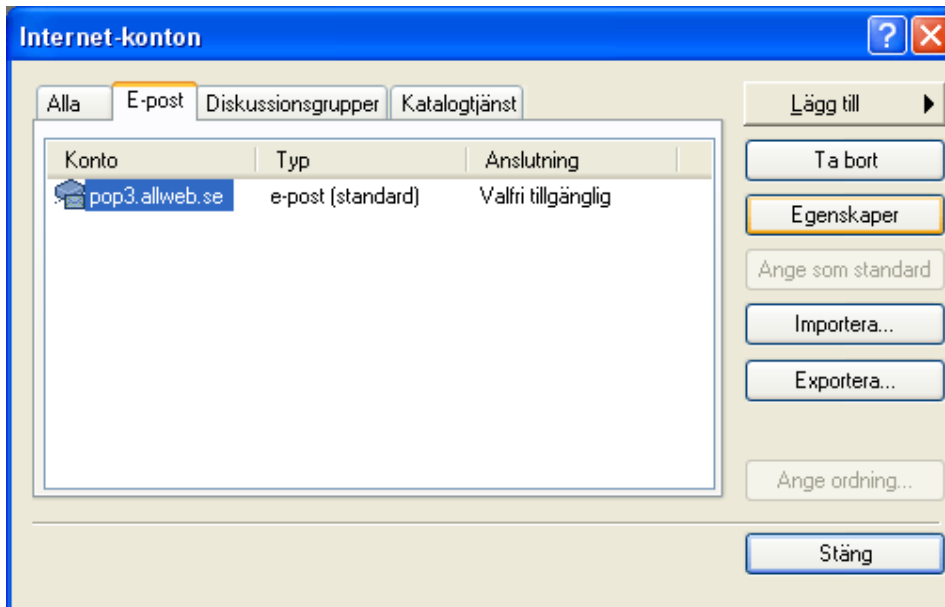 Internet-konton
Alla E-post Diskussionsgrupper Katalogtjänst
Konto Typ Anslutning
pop3.allweb.se e-post (standard) Valfri tillgänglig
Lägg till
Ta bort
Egenskaper
Ange som standard
Importera...
Exportera...
Ange ordning...
Stäng